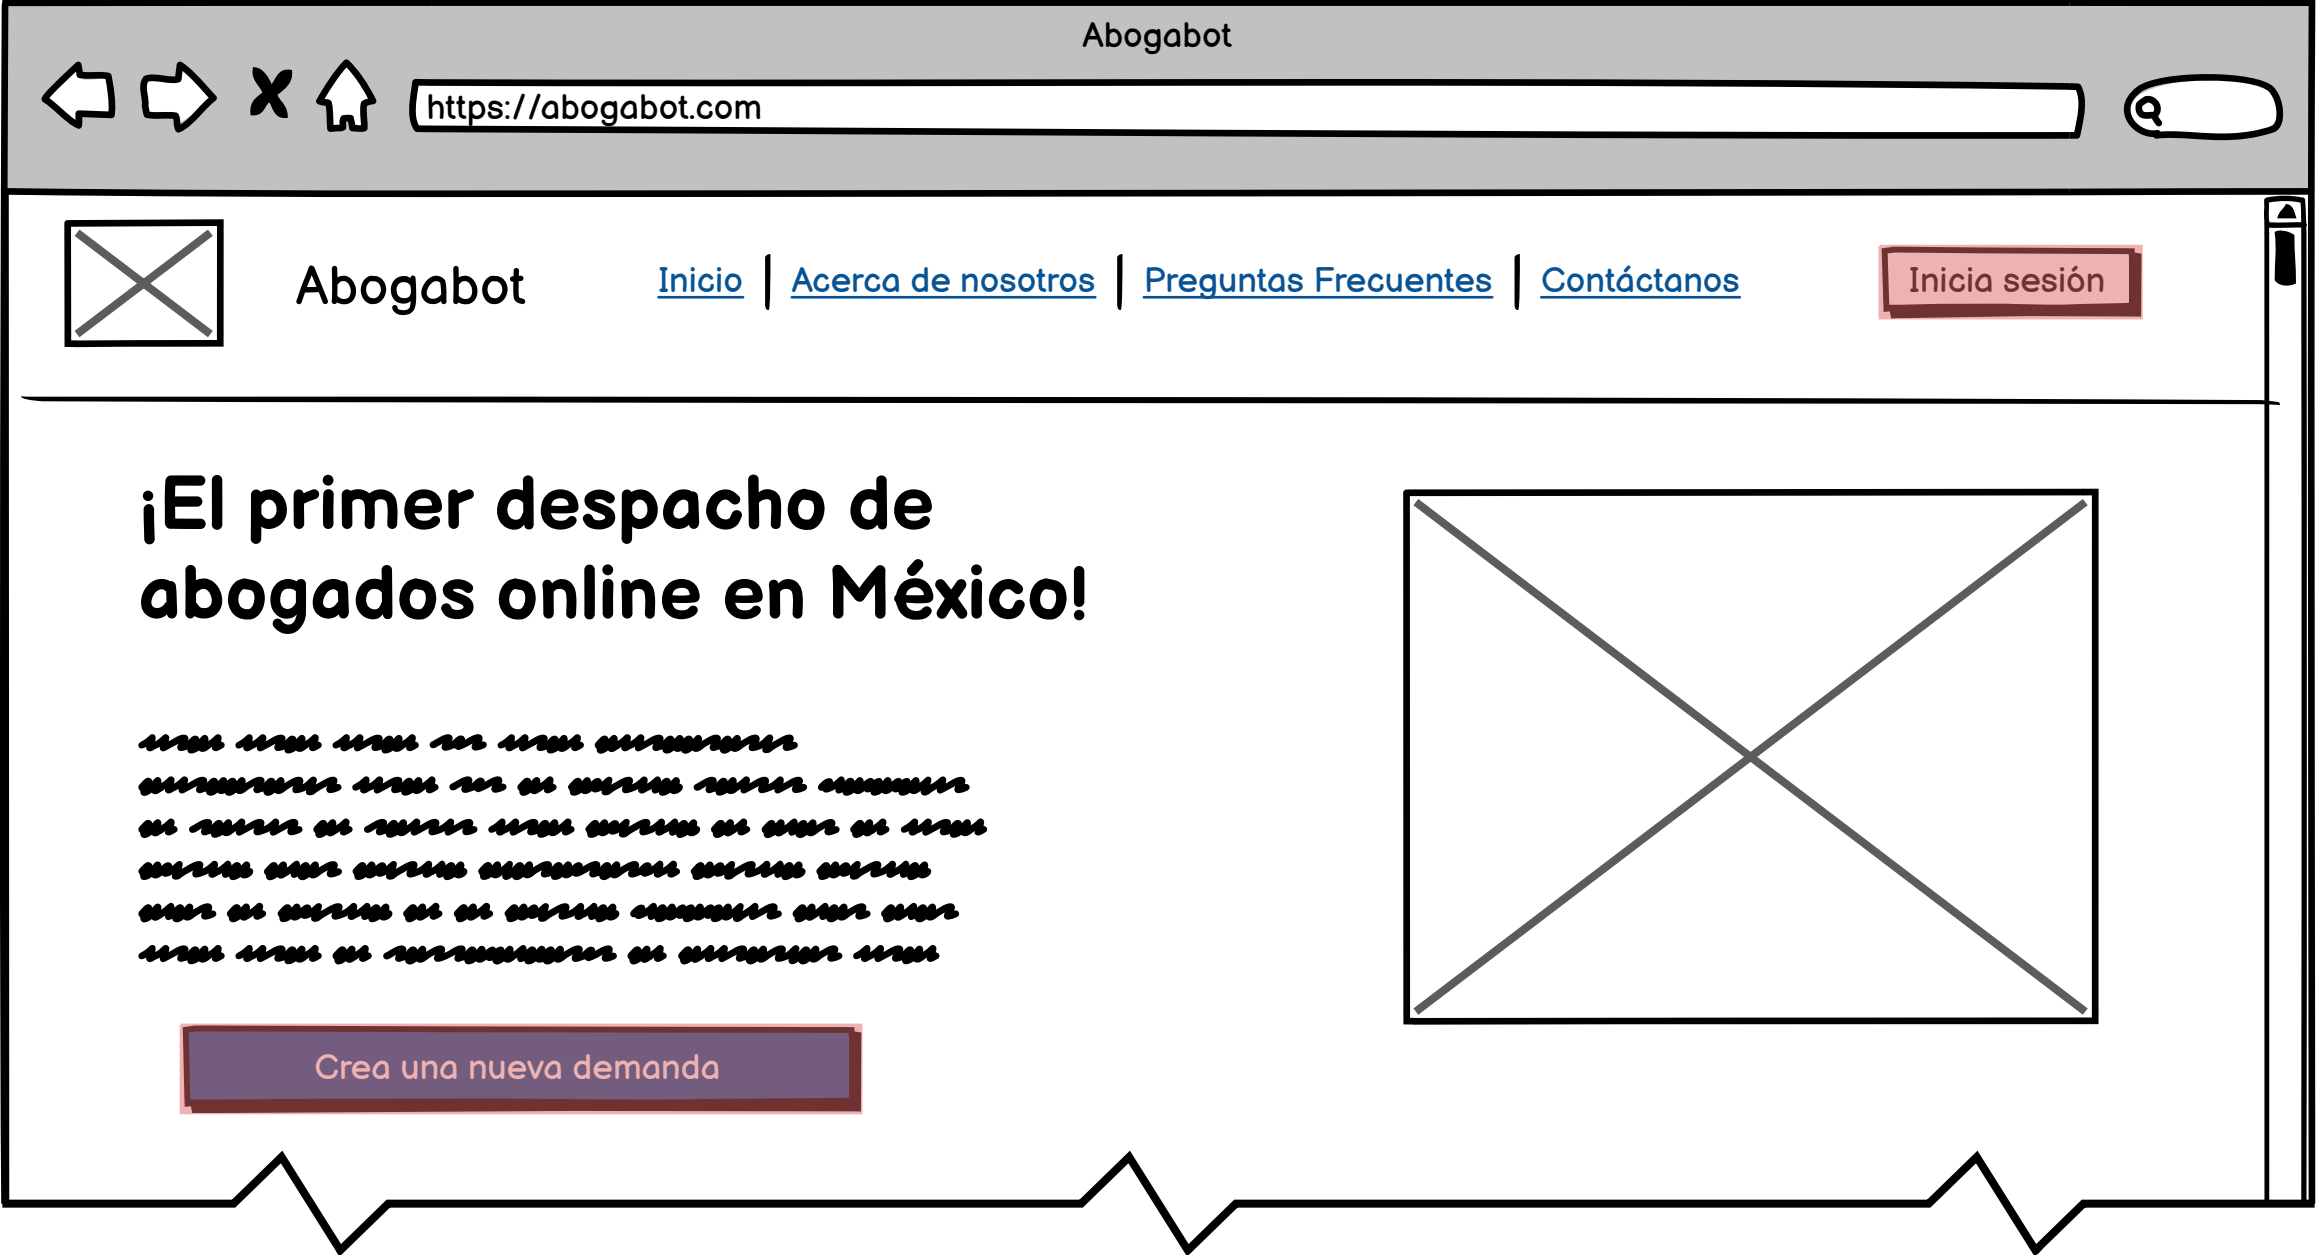 Abogabot
https://abogabot.com
Abogabot
Inicio
Acerca de nosotros
Preguntas Frecuentes
Contáctanos
Inicia sesión
¡El primer despacho de
abogados online en México!
Crea una nueva demanda